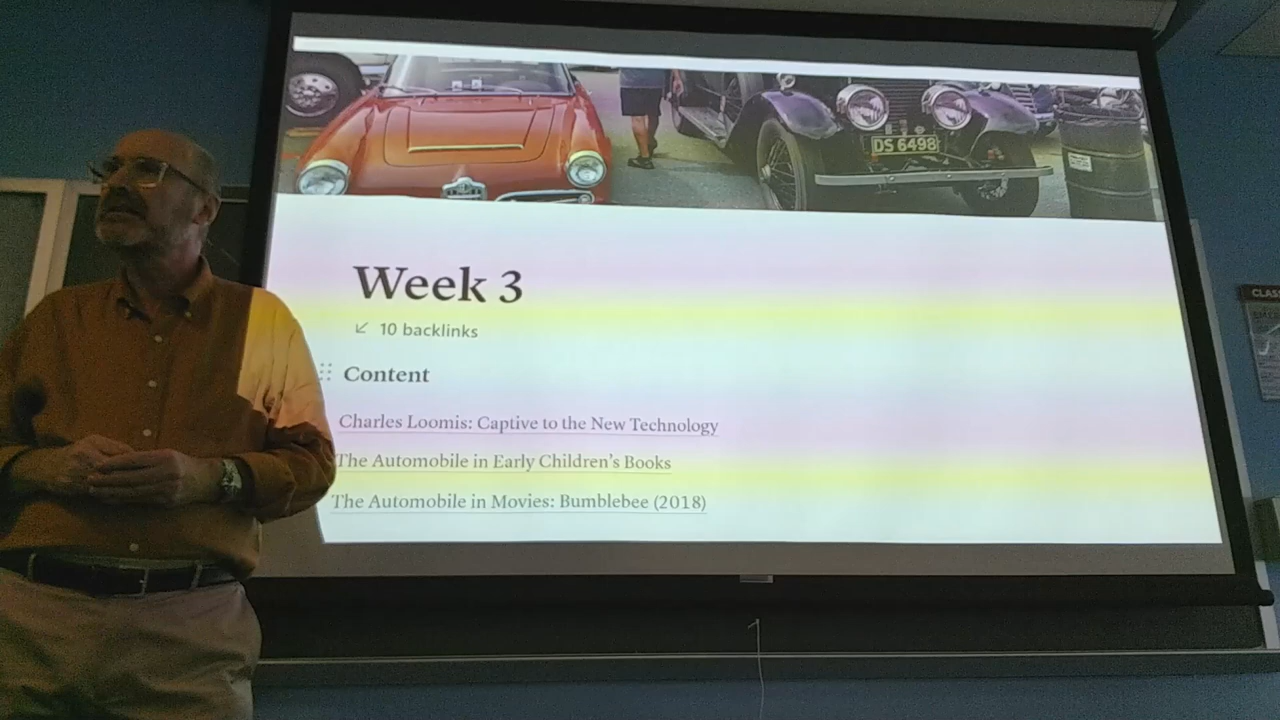 DS 6498
Week 3
10 backlinks
Content
Charles Loomis: Captive to the New Technology
The Automobile in Early Children's Books
The Automobile in Movies: Bumblebee (2018)
CLASS